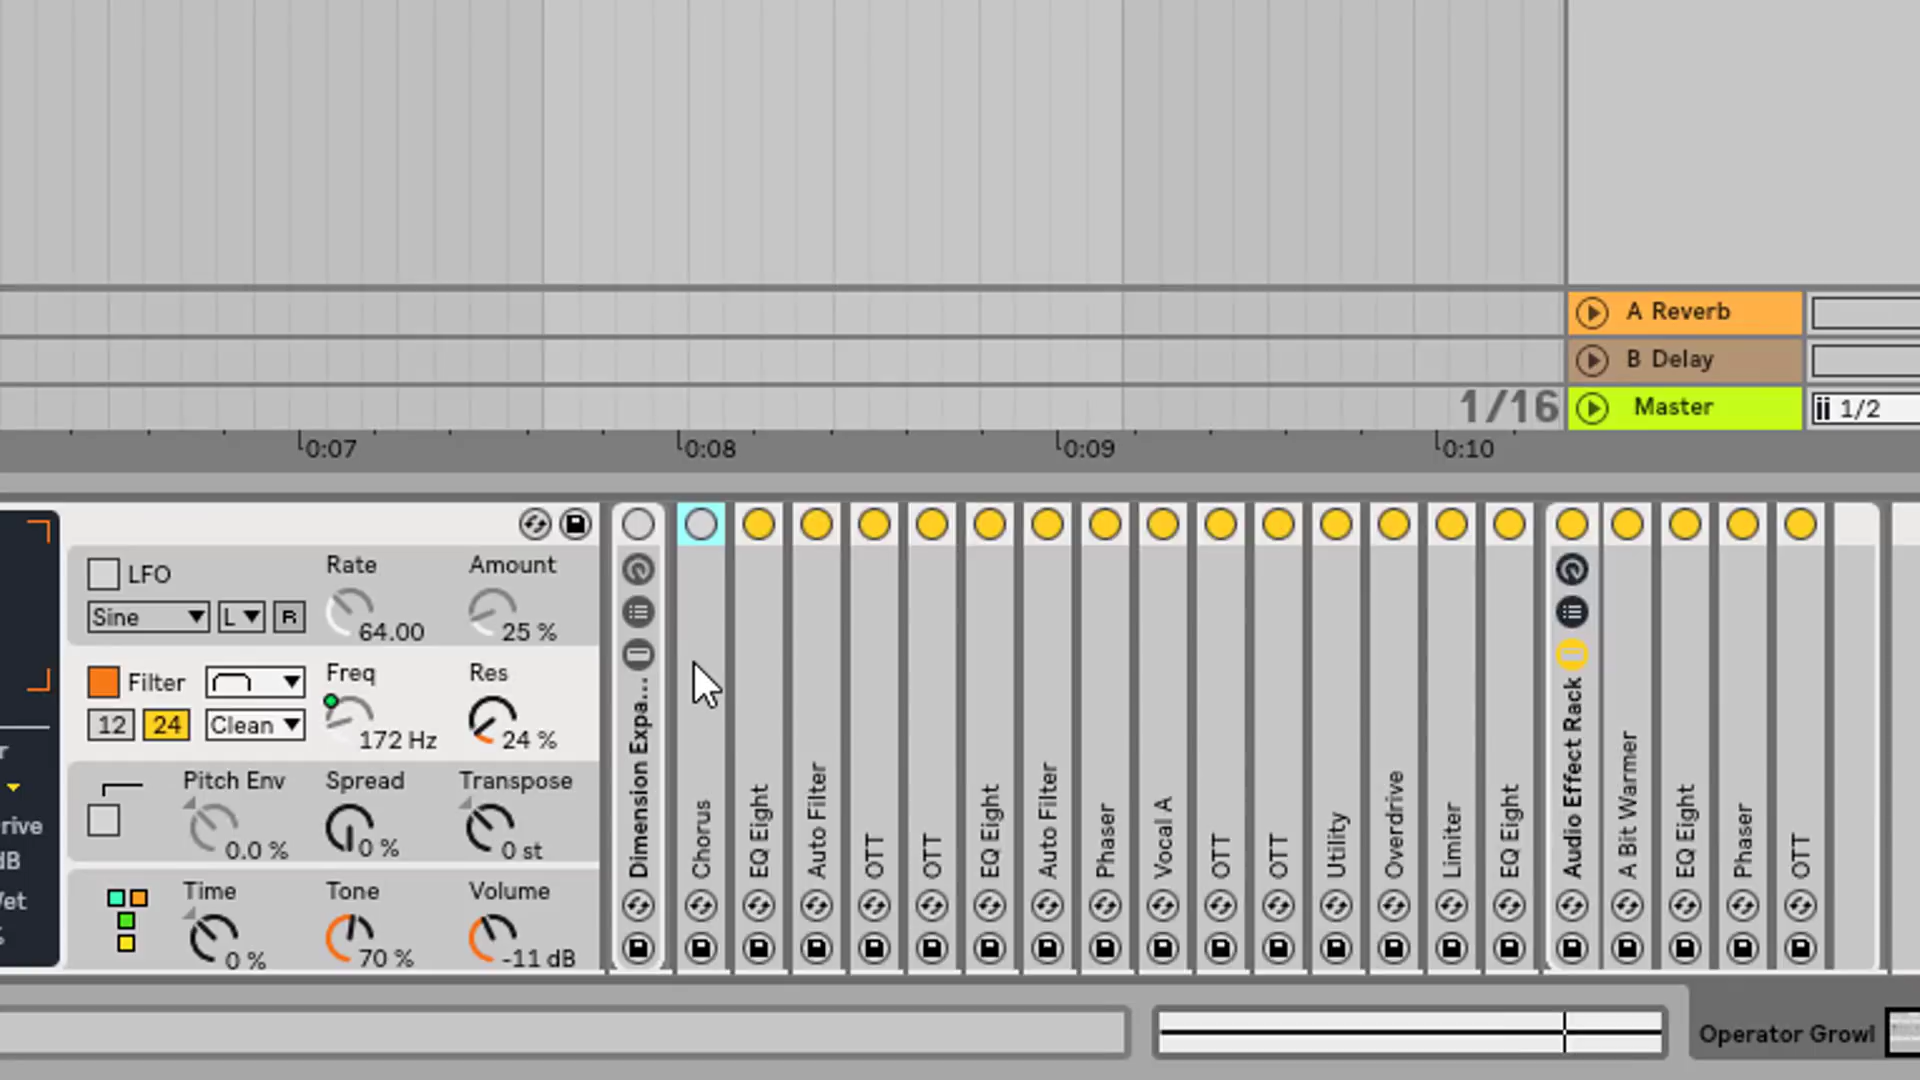 A Reverb
B Delay
1/16
Master
1/2
0:07
0:08
0:09
0:10
LFO
Rate
Amount
Sine
L
R
64.00
25 %
Filter
Freq
Res
12
24
Clean
172 Hz
24 %
Pitch Env
Spread
Transpose
0.0 %
0 %
0 st
Time
Tone
Volume
0 %
70 %
-11 dB
r
rive
dB
Vet
Dimension Expa...
Chorus
EQ Eight
Auto Filter
OTT
OTT
EQ Eight
Auto Filter
Phaser
Vocal A
OTT
OTT
Utility
Overdrive
Limiter
EQ Eight
Audio Effect Rack
A Bit Warmer
EQ Eight
Phaser
OTT
Operator Growl